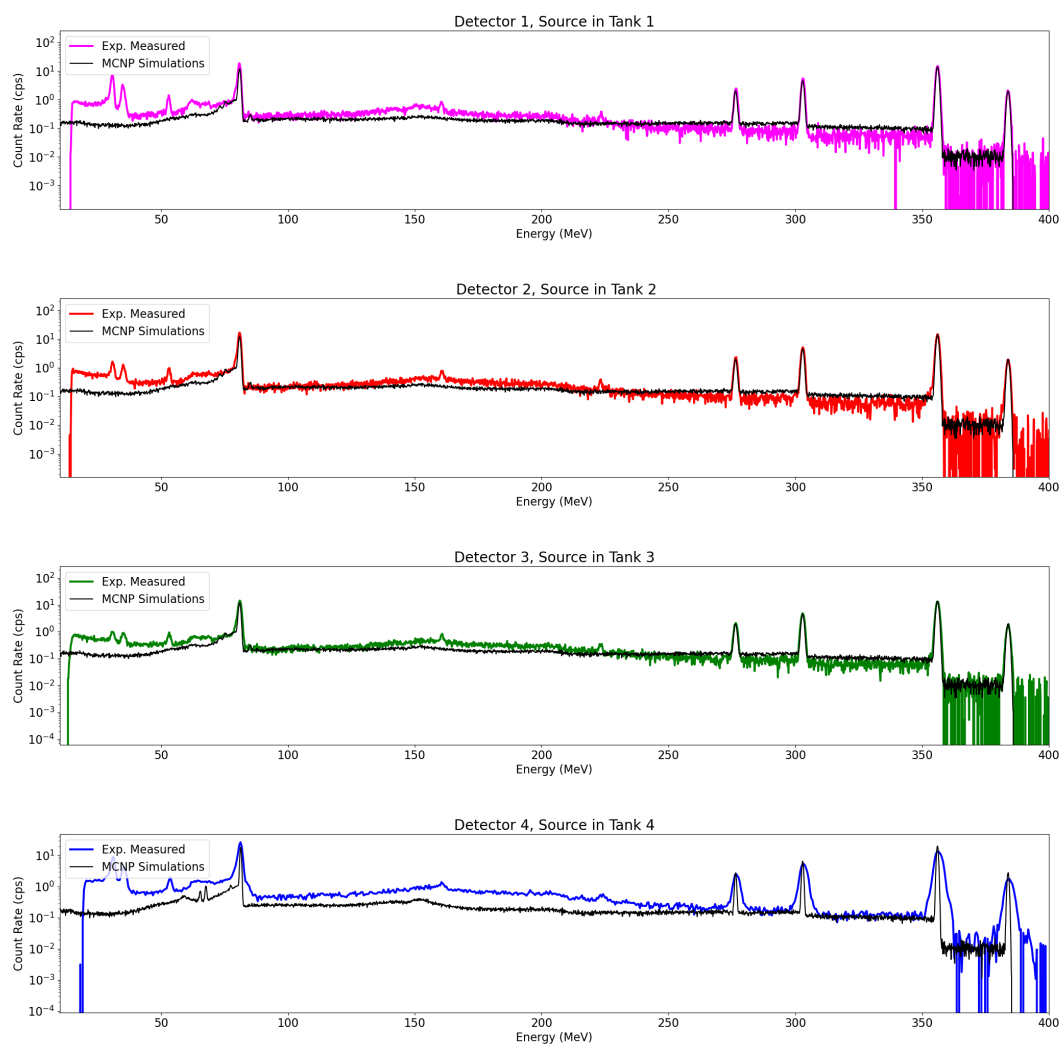 Detector 1, Source in Tank 1
Exp. Measured
MCNP Simulations
Count Rate (cps)
10²
10¹
10⁰
10⁻¹
10⁻²
10⁻³
50 100 150 200 250 300 350 400
Energy (MeV)
Detector 2, Source in Tank 2
Exp. Measured
MCNP Simulations
Count Rate (cps)
10²
10¹
10⁰
10⁻¹
10⁻²
10⁻³
50 100 150 200 250 300 350 400
Energy (MeV)
Detector 3, Source in Tank 3
Exp. Measured
MCNP Simulations
Count Rate (cps)
10²
10¹
10⁰
10⁻¹
10⁻²
10⁻³
10⁻⁴
50 100 150 200 250 300 350 400
Energy (MeV)
Detector 4, Source in Tank 4
Exp. Measured
MCNP Simulations
Count Rate (cps)
10¹
10⁰
10⁻¹
10⁻²
10⁻³
10⁻⁴
50 100 150 200 250 300 350 400
Energy (MeV)